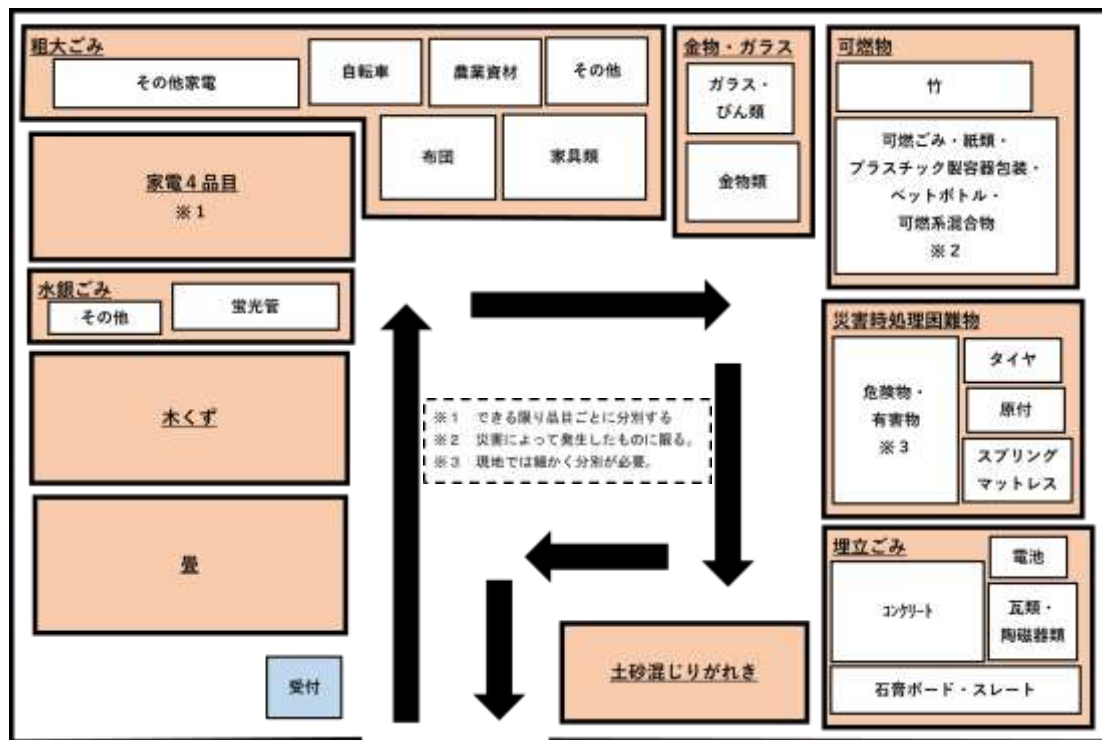 粗大ごみ
その他家電
自転車
農業資材
その他
布団
家具類
金物・ガラス
ガラス・
びん類
金物類
可燃物
竹
可燃ごみ・紙類・
プラスチック製容器包装・
ペットボトル・
可燃系混合物
※2
家電4品目
※1
水銀ごみ
その他
蛍光管
木くず
畳
受付
※1 できる限り品目ごとに分別する
※2 災害によって発生したものに限る。
※3 現地では細かく分別が必要。
災害時処理困難物
危険物・
有害物
※3
タイヤ
原付
スプリング
マットレス
埋立ごみ
電池
コンクリート
瓦類・
陶磁器類
石膏ボード・スレート
土砂混じりがれき